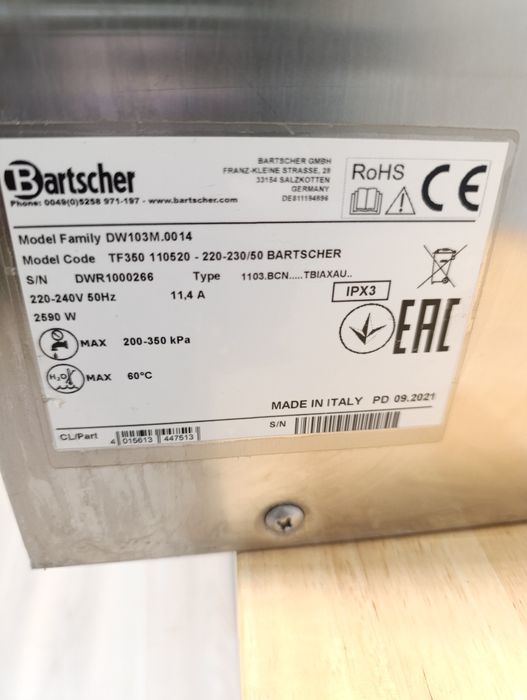 Bartscher
Phone: 0049(0)5258 971-197 - www.bartscher.com
BARTSCHER GMBH
FRANZ-KLEINE STRASSE, 28
33154 SALZKOTTEN
GERMANY
DE811194696
RoHS
CE
Model Family DW103M.0014
Model Code TF350 110520 - 220-230/50 BARTSCHER
S/N DWR1000266 Type 1103.BCN.....TBIAXAU..
220-240V 50Hz 11,4 A
IPX3
2590 W
EAC
MAX 200-350 kPa
H₂O MAX 60°C
MADE IN ITALY PD 09.2021
S/N
CL/Part 4 015613 447513